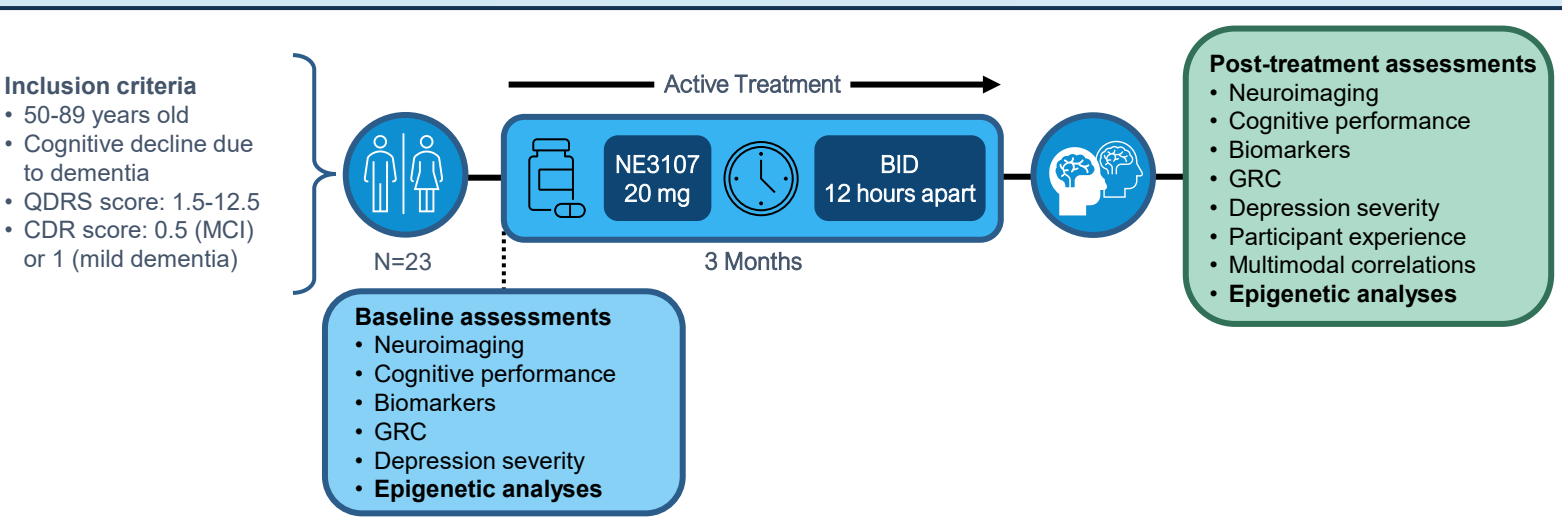 Inclusion criteria
• 50-89 years old
• Cognitive decline due
to dementia
• QDRS score: 1.5-12.5
• CDR score: 0.5 (MCI)
or 1 (mild dementia)
N=23
Active Treatment
NE3107
20 mg
BID
12 hours apart
3 Months
Baseline assessments
• Neuroimaging
• Cognitive performance
• Biomarkers
• GRC
• Depression severity
• Epigenetic analyses
Post-treatment assessments
• Neuroimaging
• Cognitive performance
• Biomarkers
• GRC
• Depression severity
• Participant experience
• Multimodal correlations
• Epigenetic analyses